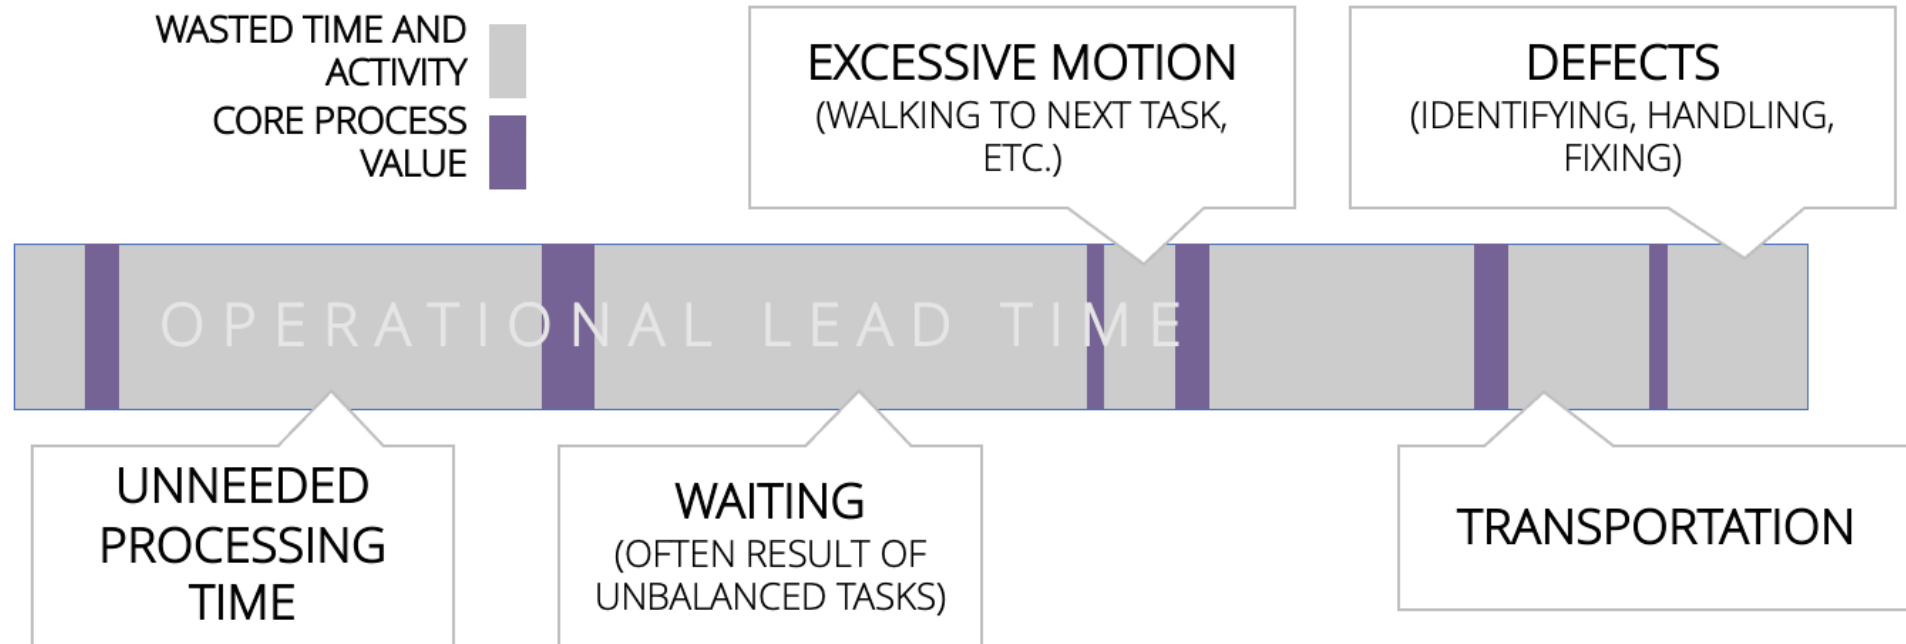 WASTED TIME AND
ACTIVITY
CORE PROCESS
VALUE
EXCESSIVE MOTION
(WALKING TO NEXT TASK,
ETC.)
DEFECTS
(IDENTIFYING, HANDLING,
FIXING)
OPERATIONAL LEAD TIME
UNNEEDED
PROCESSING
TIME
WAITING
(OFTEN RESULT OF
UNBALANCED TASKS)
TRANSPORTATION